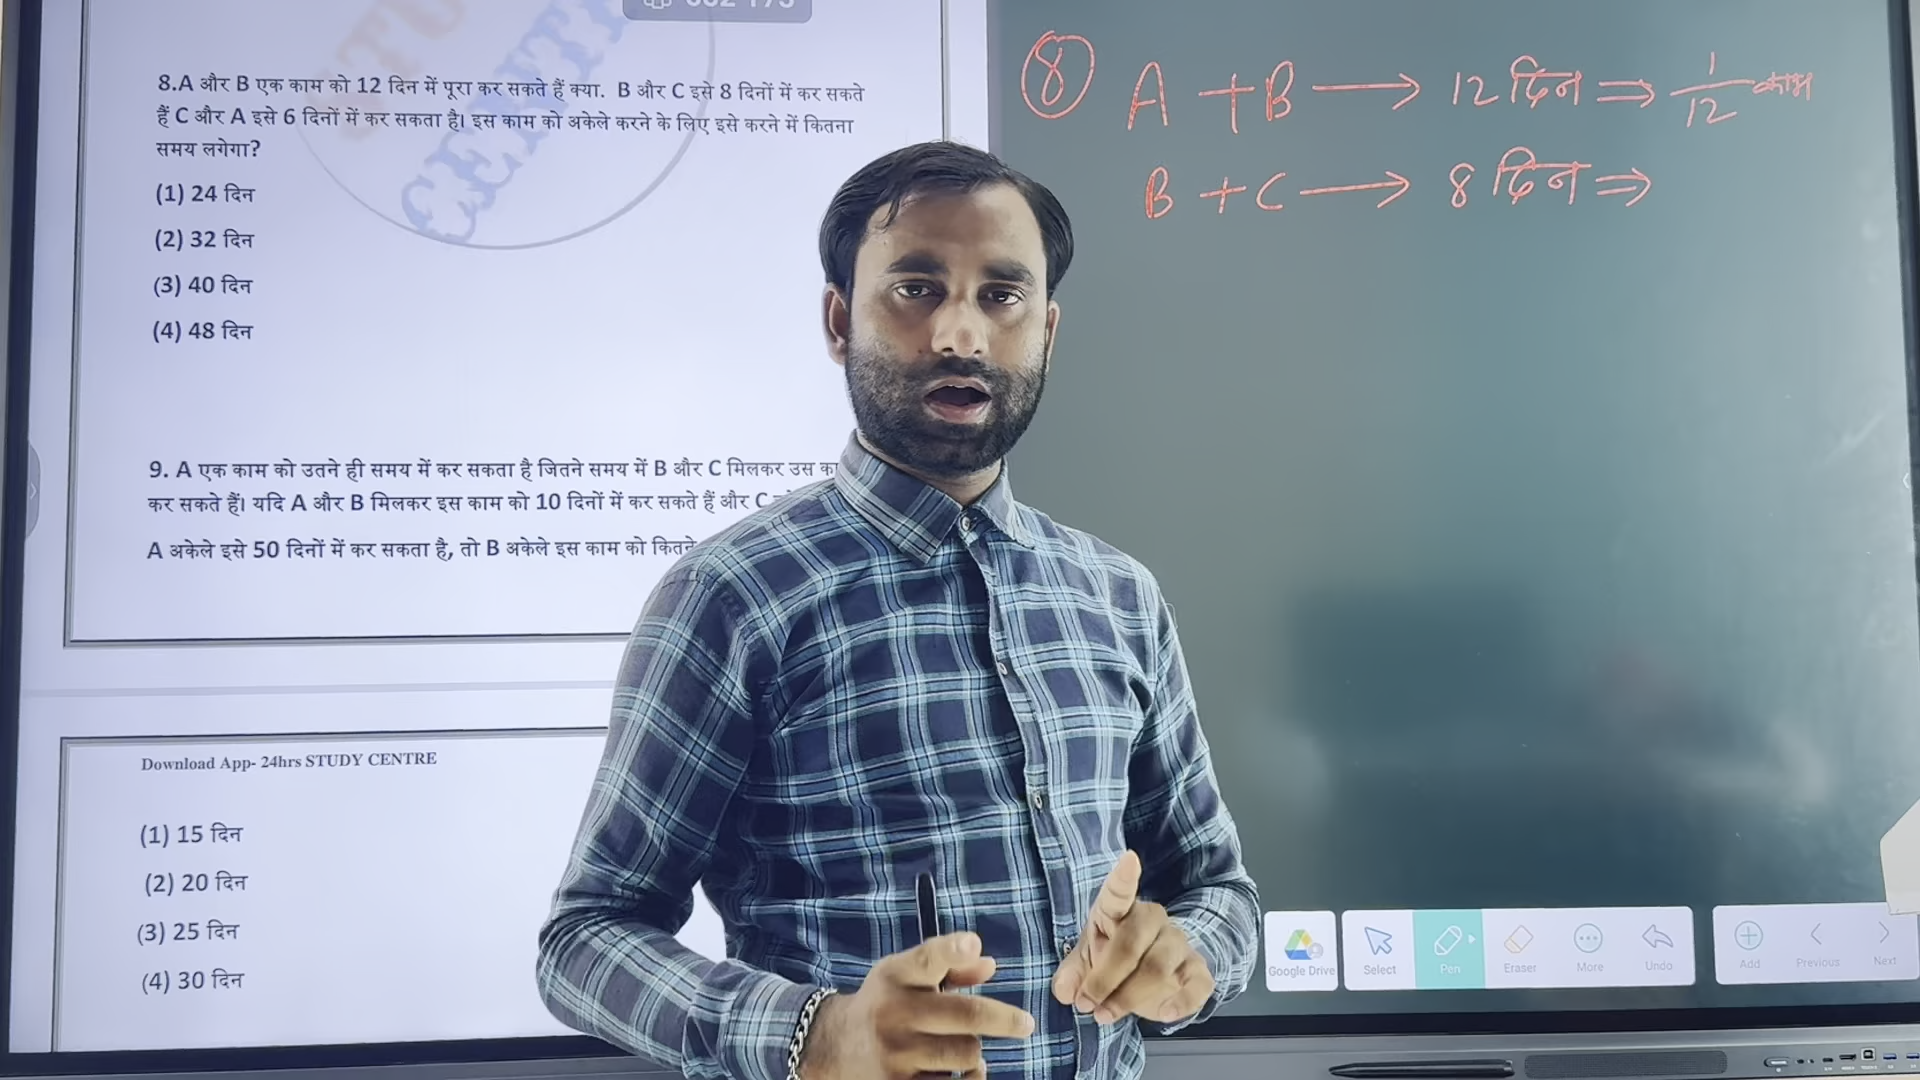 8.A और B एक काम को 12 दिन में पूरा कर सकते हैं क्या. B और C इसे 8 दिनों में कर सकते
हैं C और A इसे 6 दिनों में कर सकता है। इस काम को अकेले करने के लिए इसे करने में कितना
समय लगेगा?
(1) 24 दिन
(2) 32 दिन
(3) 40 दिन
(4) 48 दिन
9. A एक काम को उतने ही समय में कर सकता है जितने समय में B और C मिलकर उस
कर सकते हैं। यदि A और B मिलकर इस काम को 10 दिनों में कर सकते हैं और C
A अकेले इसे 50 दिनों में कर सकता है, तो B अकेले इस काम को कितने
Download App- 24hrs STUDY CENTRE
(1) 15 दिन
(2) 20 दिन
(3) 25 दिन
(4) 30 दिन
8 A + B → 12 दिन ⇒ 1/12 काम
B + C → 8 दिन ⇒
Google Drive Select Pen Eraser More Undo Add Previous Next